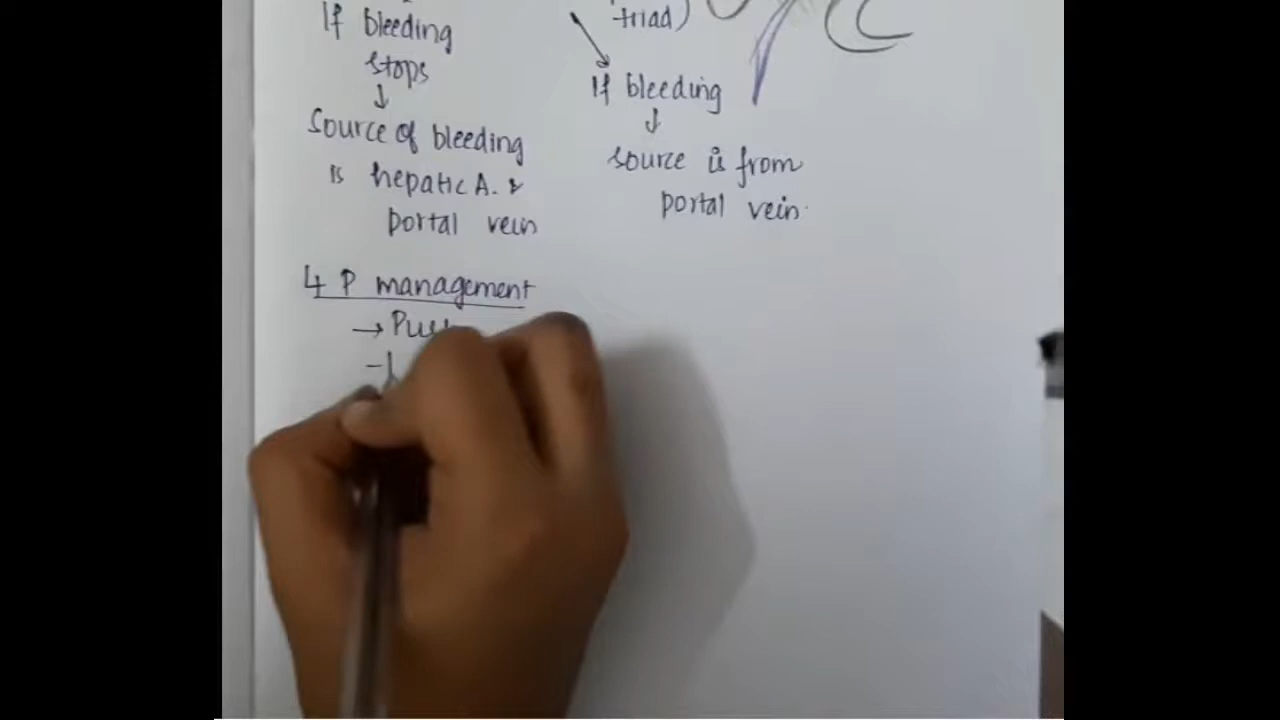 If bleeding
stops
↓
Source of bleeding
is hepatic A. &
portal vein
triad)
If bleeding
↓
source is from
portal vein.
4 P management
→